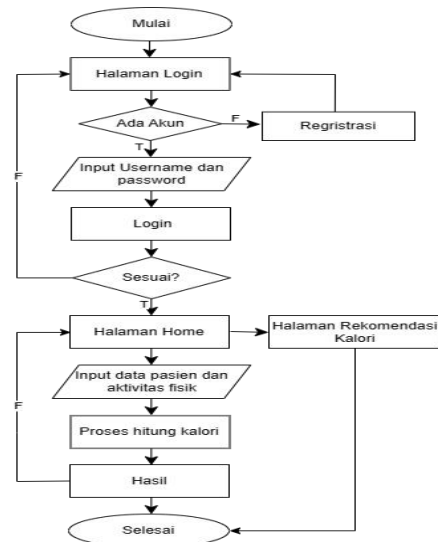 Mulai
Halaman Login
Ada Akun
F
Regristrasi
T
Input Username dan
password
F
Login
Sesuai?
T
Halaman Home
Halaman Rekomendasi
Kalori
Input data pasien dan
aktivitas fisik
F
Proses hitung kalori
Hasil
Selesai